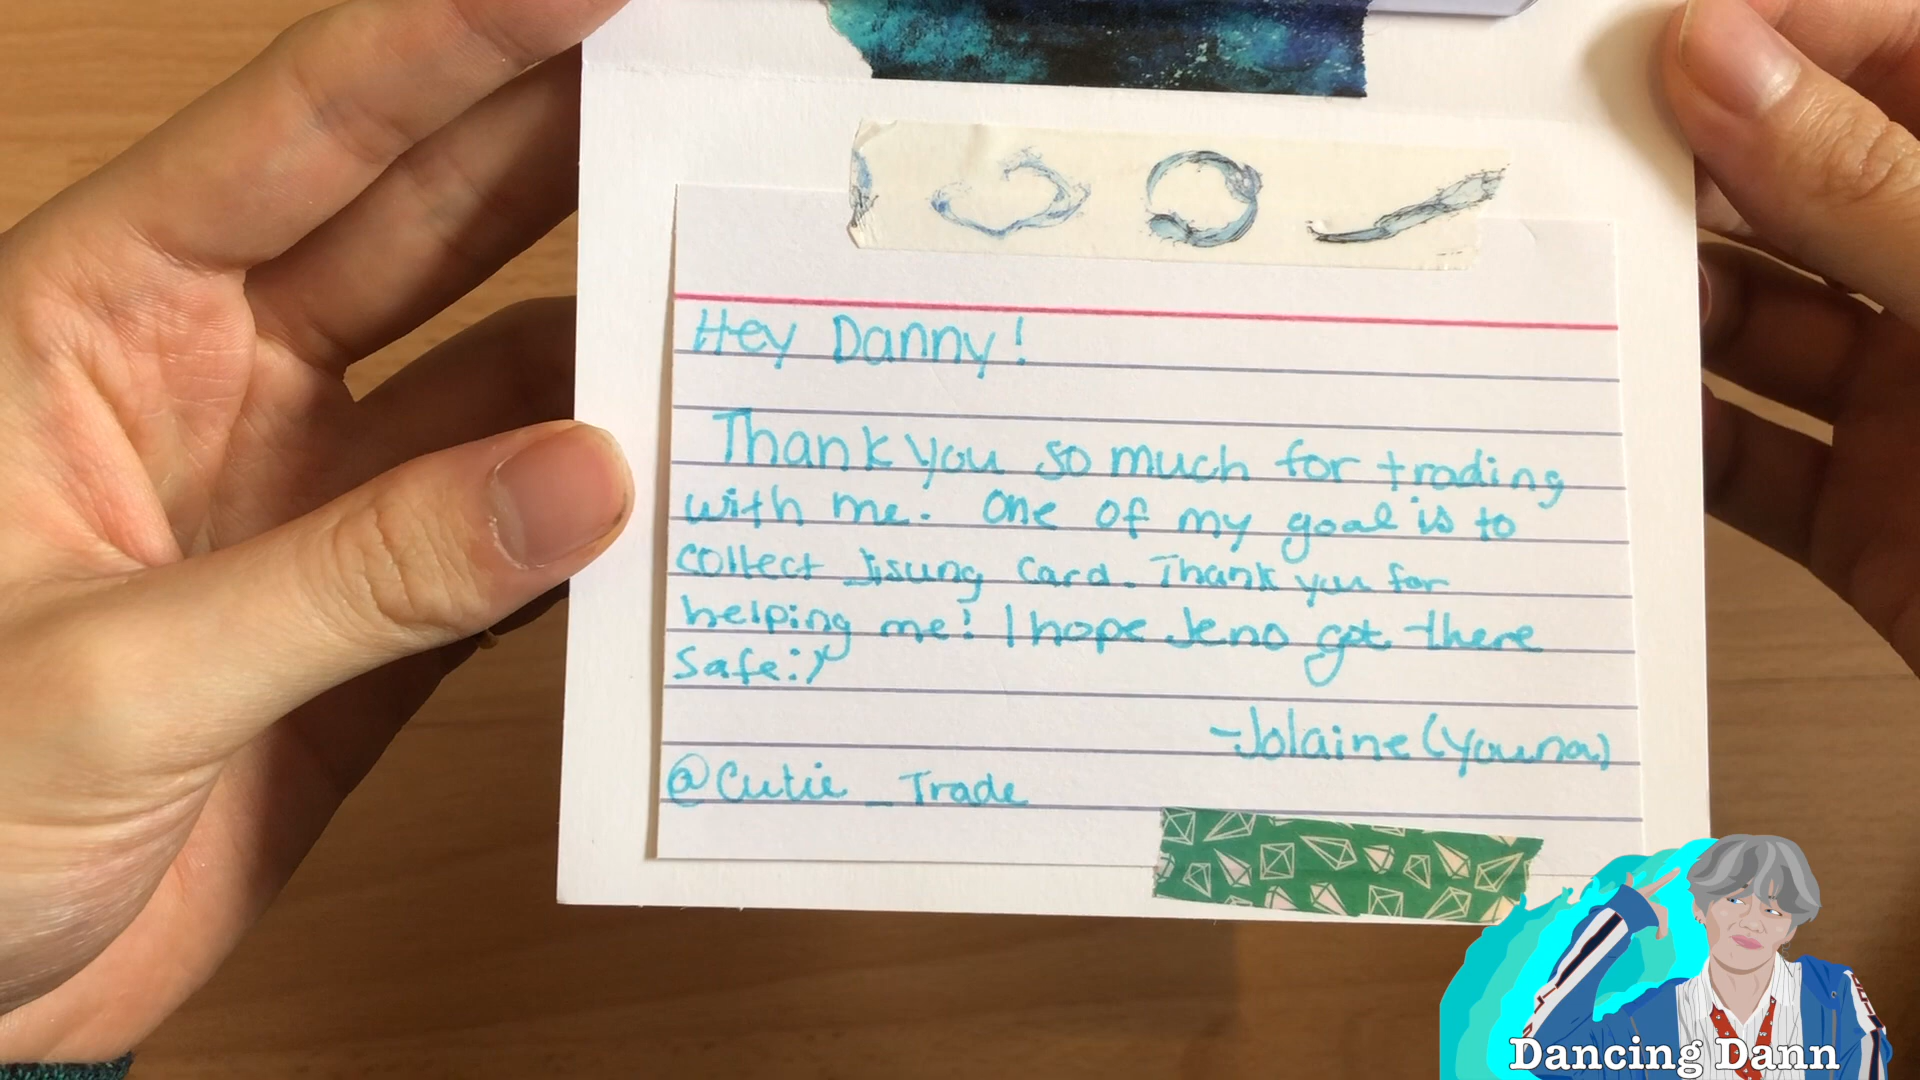 Hey Danny!
Thank you so much for trading
with me. One of my goal is to
collect Jisung Card. Thank you for
helping me! I hope Jeno got there
safe:)
-Jolaine (Youna)
@Cutie_Trade
Dancing Dann